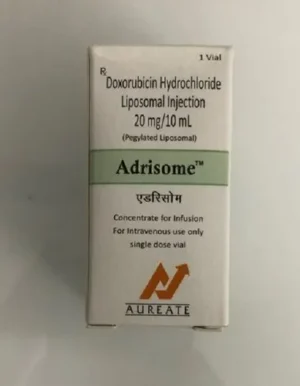 1 Vial
℞
Doxorubicin Hydrochloride
Liposomal Injection
20 mg/10 mL
(Pegylated Liposomal)
Adrisome™
एडरिसोम
Concentrate for Infusion
For Intravenous use only
single dose vial
AUREATE